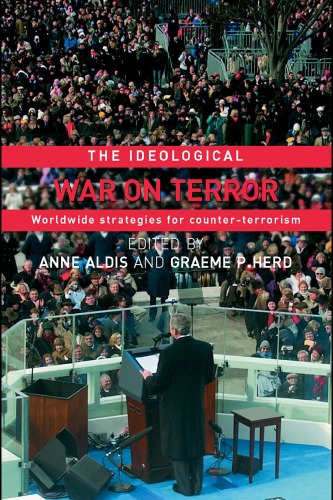 THE IDEOLOGICAL
WAR ON TERROR
Worldwide strategies for counter-terrorism
EDITED BY
ANNE ALDIS AND GRAEME P.HERD